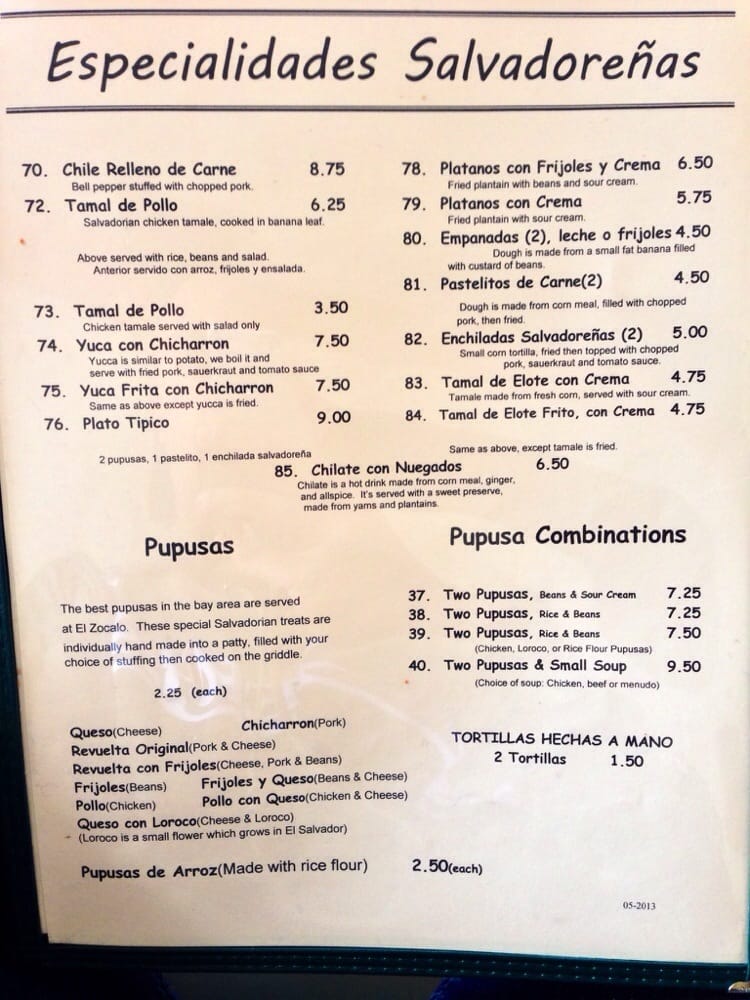 Especialidades Salvadoreñas
70. Chile Relleno de Carne 8.75
Bell pepper stuffed with chopped pork.
72. Tamal de Pollo 6.25
Salvadorian chicken tamale, cooked in banana leaf.
Above served with rice, beans and salad.
Anterior servido con arroz, frijoles y ensalada.
73. Tamal de Pollo 3.50
Chicken tamale served with salad only
74. Yuca con Chicharron 7.50
Yucca is similar to potato, we boil it and
serve with fried pork, sauerkraut and tomato sauce
75. Yuca Frita con Chicharron 7.50
Same as above except yucca is fried.
76. Plato Tipico 9.00
2 pupusas, 1 pastelito, 1 enchilada salvadoreña
78. Platanos con Frijoles y Crema 6.50
Fried plantain with beans and sour cream.
79. Platanos con Crema 5.75
Fried plantain with sour cream.
80. Empanadas (2), leche o frijoles 4.50
Dough is made from a small fat banana filled
with custard of beans.
81. Pastelitos de Carne(2) 4.50
Dough is made from corn meal, filled with chopped
pork, then fried.
82. Enchiladas Salvadoreñas (2) 5.00
Small corn tortilla, fried then topped with chopped
pork, sauerkraut and tomato sauce.
83. Tamal de Elote con Crema 4.75
Tamale made from fresh corn, served with sour cream.
84. Tamal de Elote Frito, con Crema 4.75
Same as above, except tamale is fried.
85. Chilate con Nuegados 6.50
Chilate is a hot drink made from corn meal, ginger,
and allspice. It's served with a sweet preserve,
made from yams and plantains.
Pupusas
The best pupusas in the bay area are served
at El Zocalo. These special Salvadorian treats are
individually hand made into a patty, filled with your
choice of stuffing then cooked on the griddle.
2.25 (each)
Queso(Cheese) Chicharron(Pork)
Revuelta Original(Pork & Cheese)
Revuelta con Frijoles(Cheese, Pork & Beans)
Frijoles(Beans) Frijoles y Queso(Beans & Cheese)
Pollo(Chicken) Pollo con Queso(Chicken & Cheese)
Queso con Loroco(Cheese & Loroco)
(Loroco is a small flower which grows in El Salvador)
Pupusas de Arroz(Made with rice flour) 2.50(each)
Pupusa Combinations
37. Two Pupusas, Beans & Sour Cream 7.25
38. Two Pupusas, Rice & Beans 7.25
39. Two Pupusas, Rice & Beans 7.50
(Chicken, Loroco, or Rice Flour Pupusas)
40. Two Pupusas & Small Soup 9.50
(Choice of soup: Chicken, beef or menudo)
TORTILLAS HECHAS A MANO
2 Tortillas 1.50
05-2013